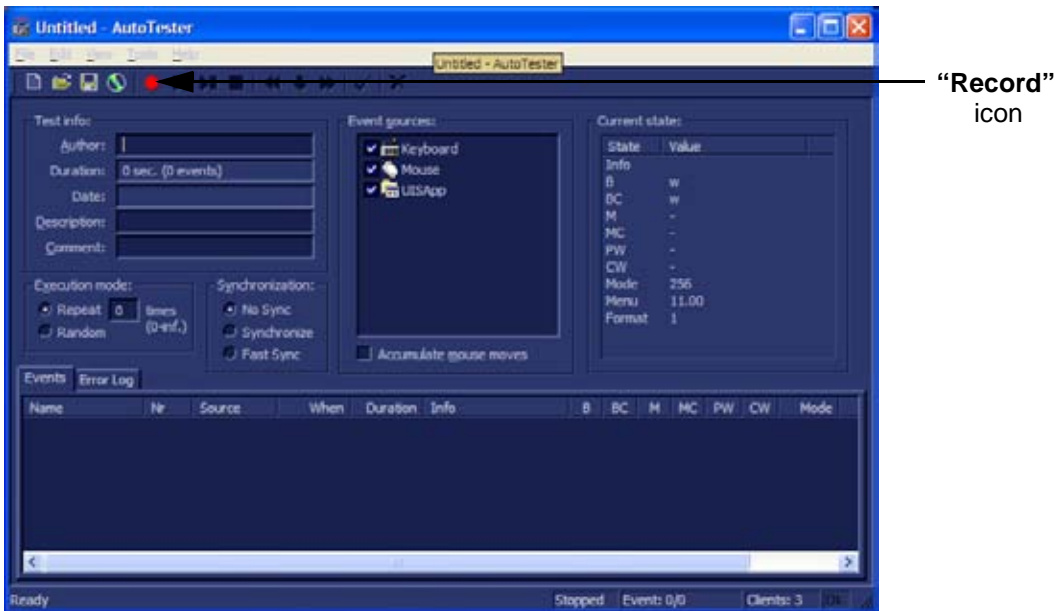 Untitled - AutoTester
File Edit View Tools Help
Untitled - AutoTester
"Record"
icon
Test info:
Author:
Duration: 0 sec. (0 events)
Date:
Description:
Comment:
Event sources:
Keyboard
Mouse
UISApp
Accumulate mouse moves
Current state:
State Value
Info
B w
BC w
M -
MC -
PW -
CW -
Mode 256
Menu 11.00
Format 1
Execution mode:
Repeat 0 times
(0-inf.)
Random
Synchronization:
No Sync
Synchronize
Fast Sync
Events Error Log
Name Nr Source When Duration Info B BC M MC PW CW Mode
Ready Stopped Event: 0/0 Clients: 3